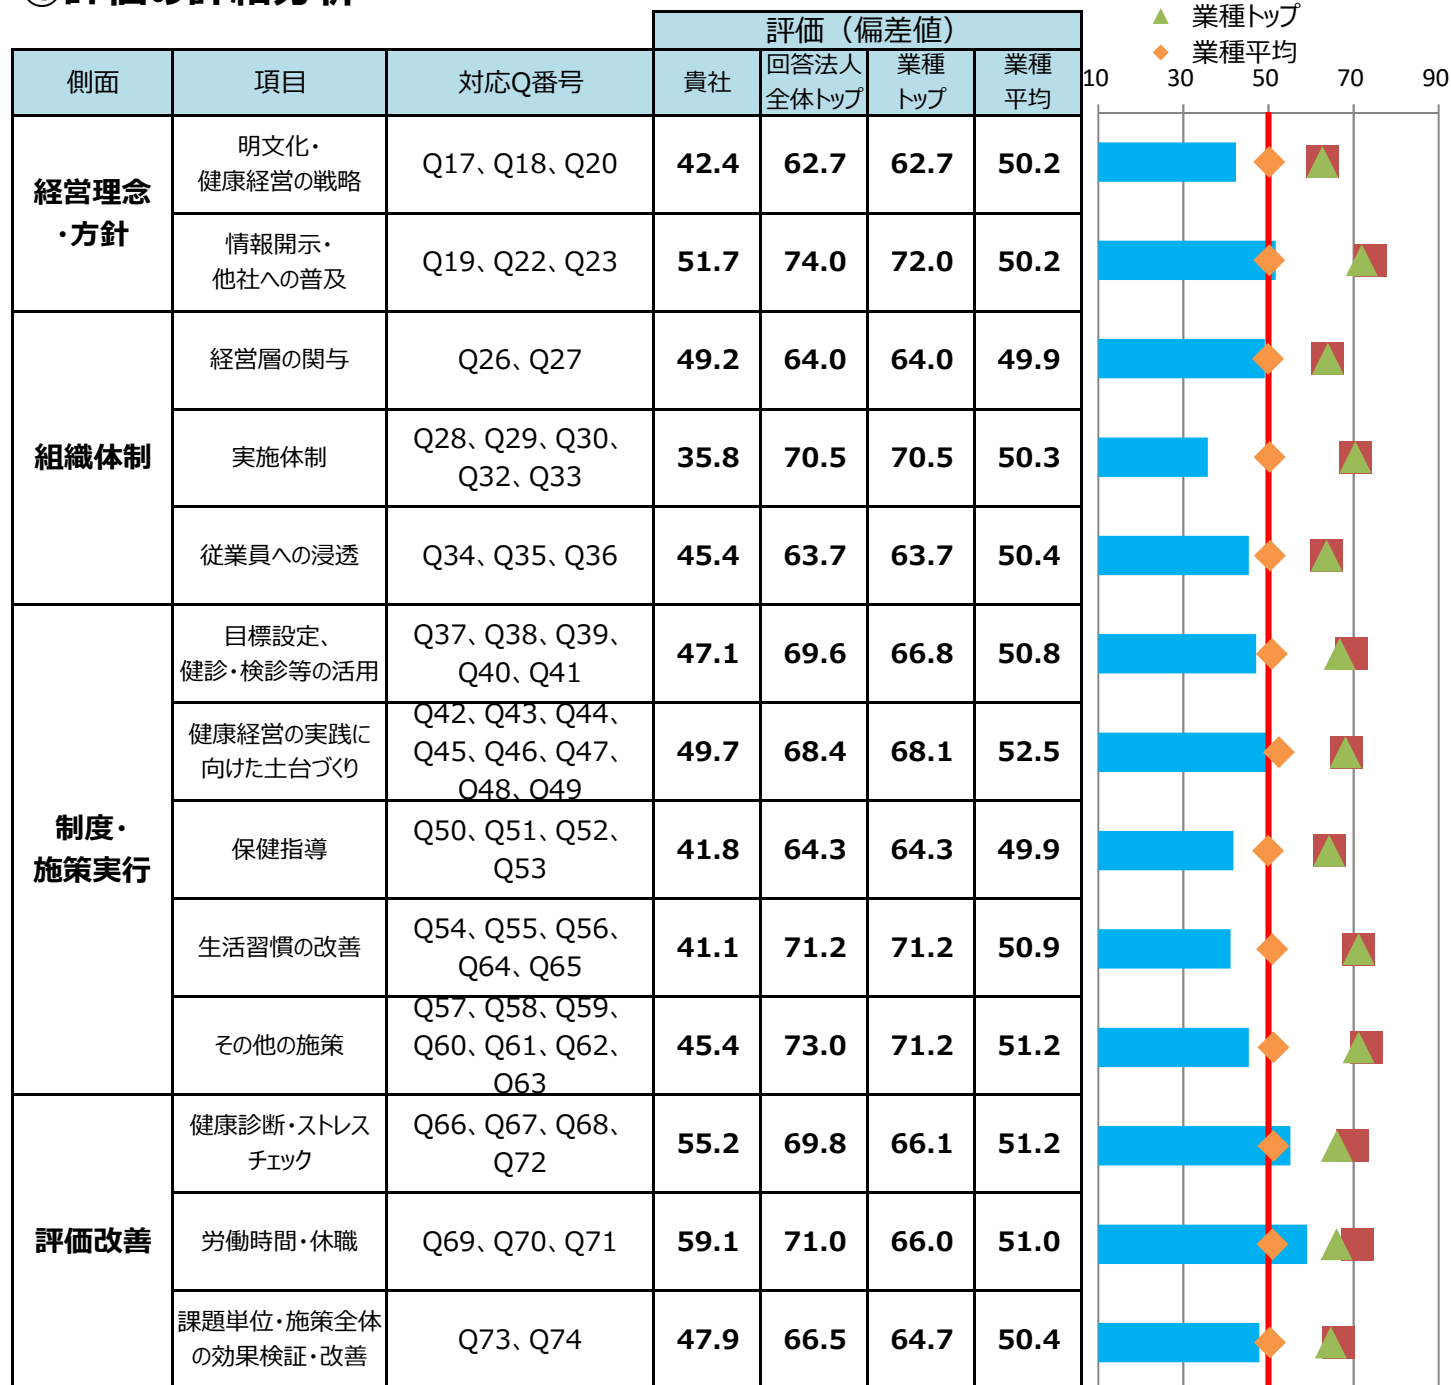 評価（偏差値）
▲ 業種トップ
◆ 業種平均
側面 項目 対応Q番号 貴社 回答法人 業種 業種
全体トップ トップ 平均
10 30 50 70 90
経営理念
・方針
明文化・
健康経営の戦略
Q17、Q18、Q20 42.4 62.7 62.7 50.2
情報開示・
他社への普及
Q19、Q22、Q23 51.7 74.0 72.0 50.2
組織体制
経営層の関与 Q26、Q27 49.2 64.0 64.0 49.9
実施体制
Q28、Q29、Q30、
Q32、Q33
35.8 70.5 70.5 50.3
従業員への浸透 Q34、Q35、Q36 45.4 63.7 63.7 50.4
制度・
施策実行
目標設定、
健診・検診等の活用
Q37、Q38、Q39、
Q40、Q41
47.1 69.6 66.8 50.8
健康経営の実践に
向けた土台づくり
Q42、Q43、Q44、
Q45、Q46、Q47、
Q48、Q49
49.7 68.4 68.1 52.5
保健指導
Q50、Q51、Q52、
Q53
41.8 64.3 64.3 49.9
生活習慣の改善
Q54、Q55、Q56、
Q64、Q65
41.1 71.2 71.2 50.9
その他の施策
Q57、Q58、Q59、
Q60、Q61、Q62、
Q63
45.4 73.0 71.2 51.2
評価改善
健康診断・ストレス
チェック
Q66、Q67、Q68、
Q72
55.2 69.8 66.1 51.2
労働時間・休職 Q69、Q70、Q71 59.1 71.0 66.0 51.0
課題単位・施策全体
の効果検証・改善
Q73、Q74 47.9 66.5 64.7 50.4